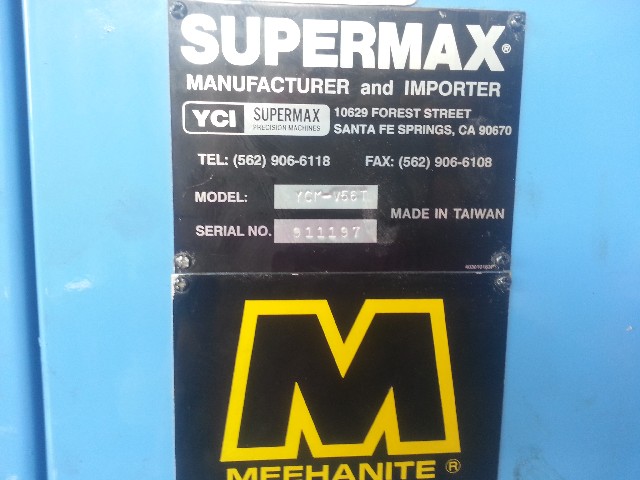 SUPERMAX®
MANUFACTURER and IMPORTER
YCI SUPERMAX PRECISION MACHINES
10629 FOREST STREET
SANTA FE SPRINGS, CA 90670
TEL: (562) 906-6118 FAX: (562) 906-6108
MODEL: YCM-V56T
MADE IN TAIWAN
SERIAL NO. 911197
M
MEEHANITE®